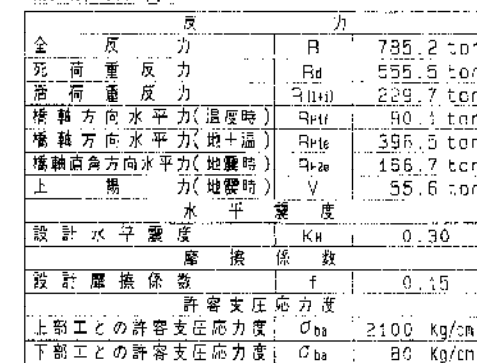 反 力
全 反 力 R 785.2 ton
死 荷 重 反 力 Rd 555.5 ton
活 荷 重 反 力 Rl(1+i) 229.7 ton
橋 軸 方 向 水 平 力( 温 度 時 ) RHtf 80.1 ton
橋 軸 方 向 水 平 力( 地 + 温 ) RH1e 396.5 ton
橋軸直角方向水平力( 地震時 ) RH2e 166.7 ton
上 揚 力( 地 震 時 ) V 55.6 ton
水 平 震 度
設 計 水 平 震 度 KH 0.30
摩 擦 係 数
設 計 摩 擦 係 数 f 0.15
許 容 支 圧 応 力 度
上部工との許容支圧応力度 σba 2100 Kg/cm
下部工との許容支圧応力度 σba 80 Kg/cm